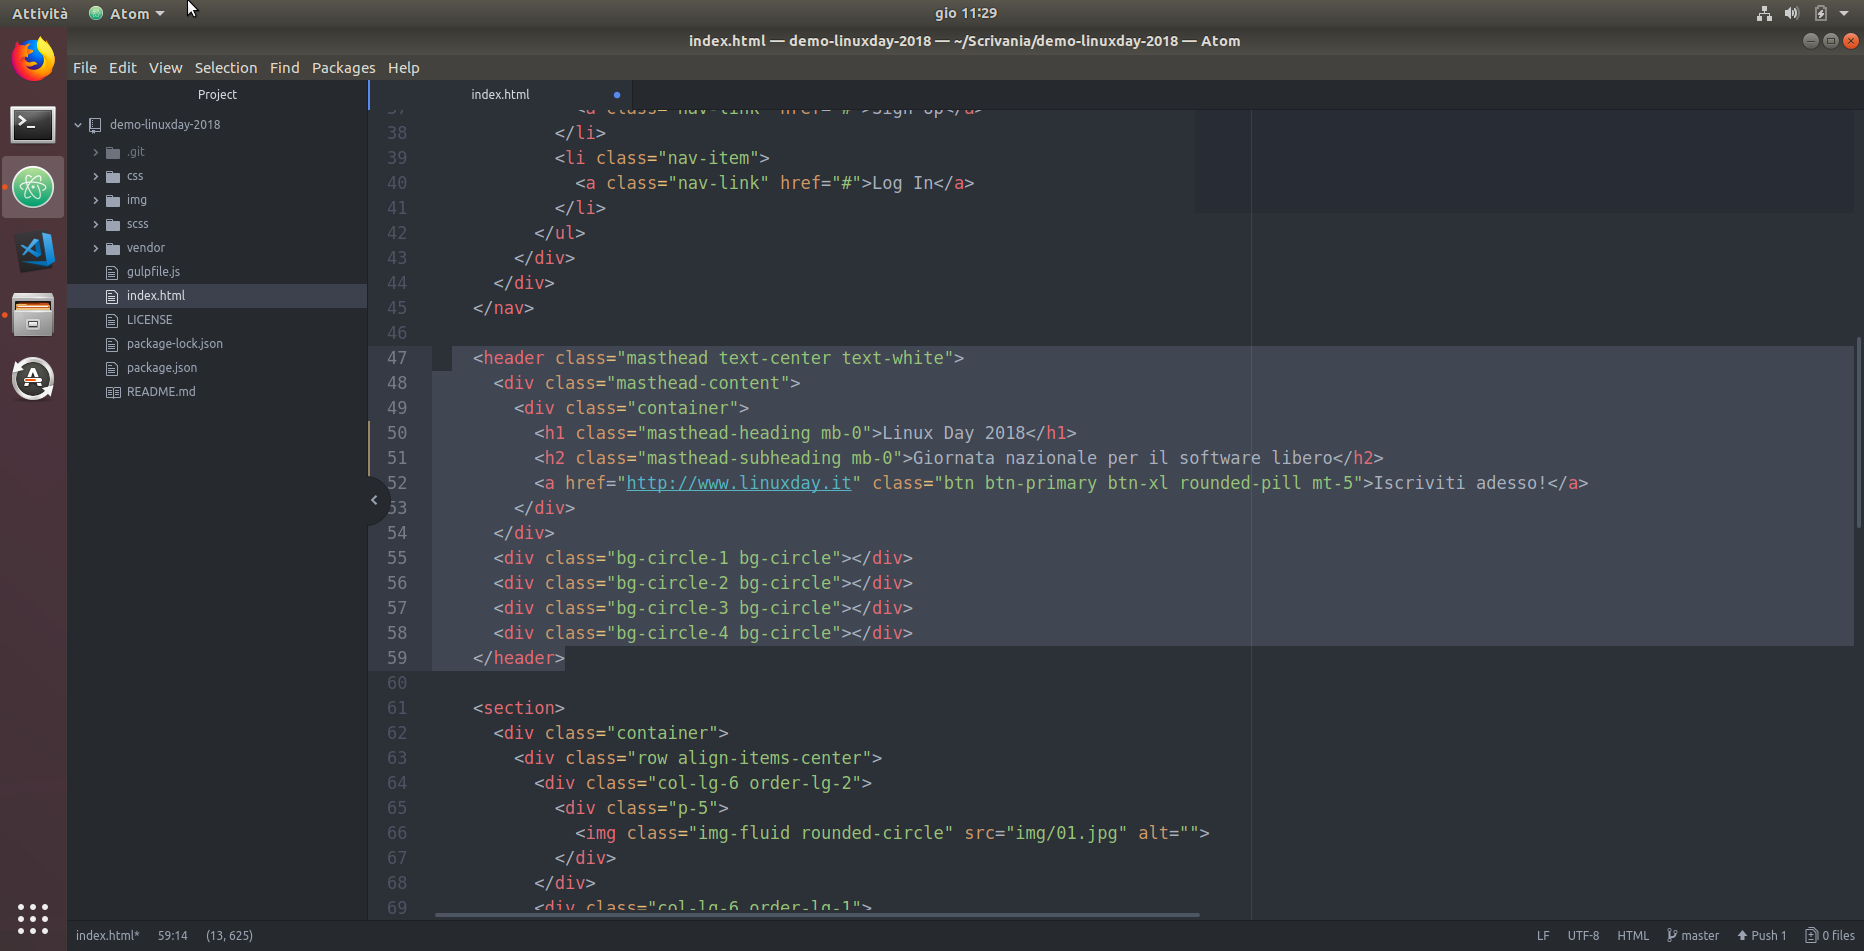 Attività Atom gio 11:29
index.html — demo-linuxday-2018 — ~/Scrivania/demo-linuxday-2018 — Atom
File Edit View Selection Find Packages Help
Project
demo-linuxday-2018
.git
css
img
scss
vendor
gulpfile.js
index.html
LICENSE
package-lock.json
package.json
README.md
index.html
37 <a class="nav-link" href="#">Sign Up</a>
38 </li>
39 <li class="nav-item">
40 <a class="nav-link" href="#">Log In</a>
41 </li>
42 </ul>
43 </div>
44 </div>
45 </nav>
46
47 <header class="masthead text-center text-white">
48 <div class="masthead-content">
49 <div class="container">
50 <h1 class="masthead-heading mb-0">Linux Day 2018</h1>
51 <h2 class="masthead-subheading mb-0">Giornata nazionale per il software libero</h2>
52 <a href="http://www.linuxday.it" class="btn btn-primary btn-xl rounded-pill mt-5">Iscriviti adesso!</a>
53 </div>
54 </div>
55 <div class="bg-circle-1 bg-circle"></div>
56 <div class="bg-circle-2 bg-circle"></div>
57 <div class="bg-circle-3 bg-circle"></div>
58 <div class="bg-circle-4 bg-circle"></div>
59 </header>
60
61 <section>
62 <div class="container">
63 <div class="row align-items-center">
64 <div class="col-lg-6 order-lg-2">
65 <div class="p-5">
66 <img class="img-fluid rounded-circle" src="img/01.jpg" alt="">
67 </div>
68 </div>
69 <div class="col-lg-6 order-lg-1">
index.html* 59:14 (13, 625) LF UTF-8 HTML master Push 1 0 files